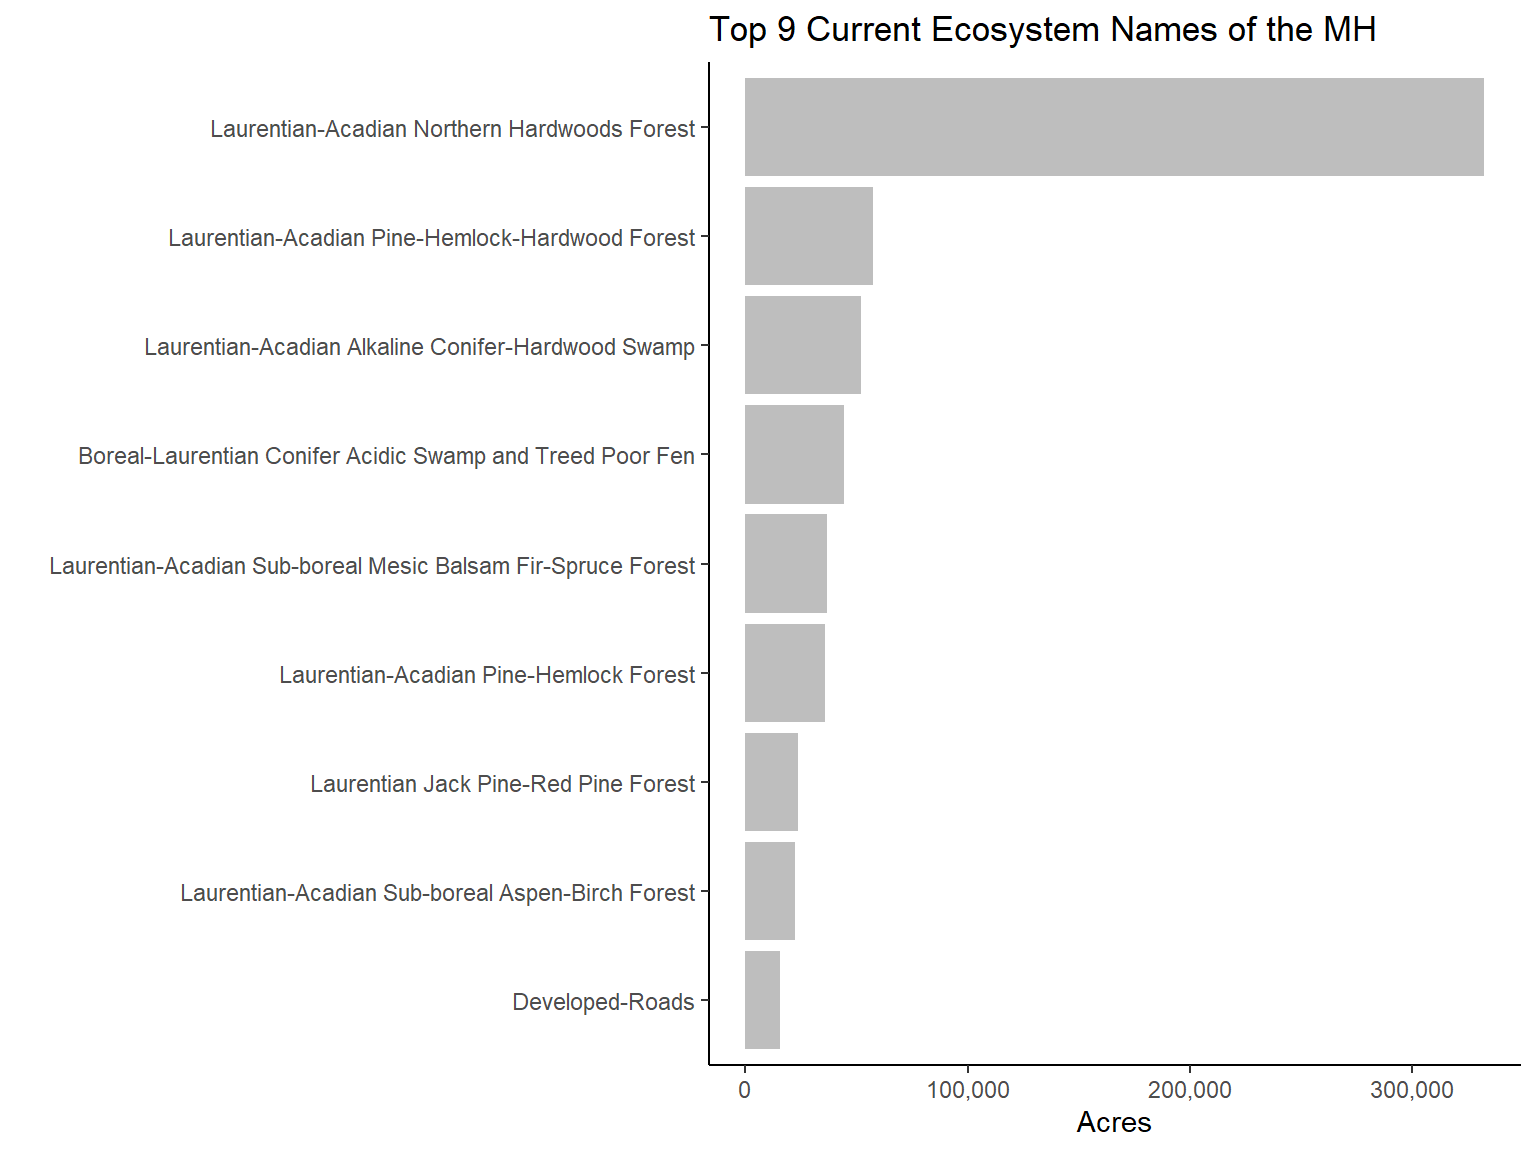 Top 9 Current Ecosystem Names of the MH
Laurentian-Acadian Northern Hardwoods Forest
Laurentian-Acadian Pine-Hemlock-Hardwood Forest
Laurentian-Acadian Alkaline Conifer-Hardwood Swamp
Boreal-Laurentian Conifer Acidic Swamp and Treed Poor Fen
Laurentian-Acadian Sub-boreal Mesic Balsam Fir-Spruce Forest
Laurentian-Acadian Pine-Hemlock Forest
Laurentian Jack Pine-Red Pine Forest
Laurentian-Acadian Sub-boreal Aspen-Birch Forest
Developed-Roads
0 100,000 200,000 300,000
Acres